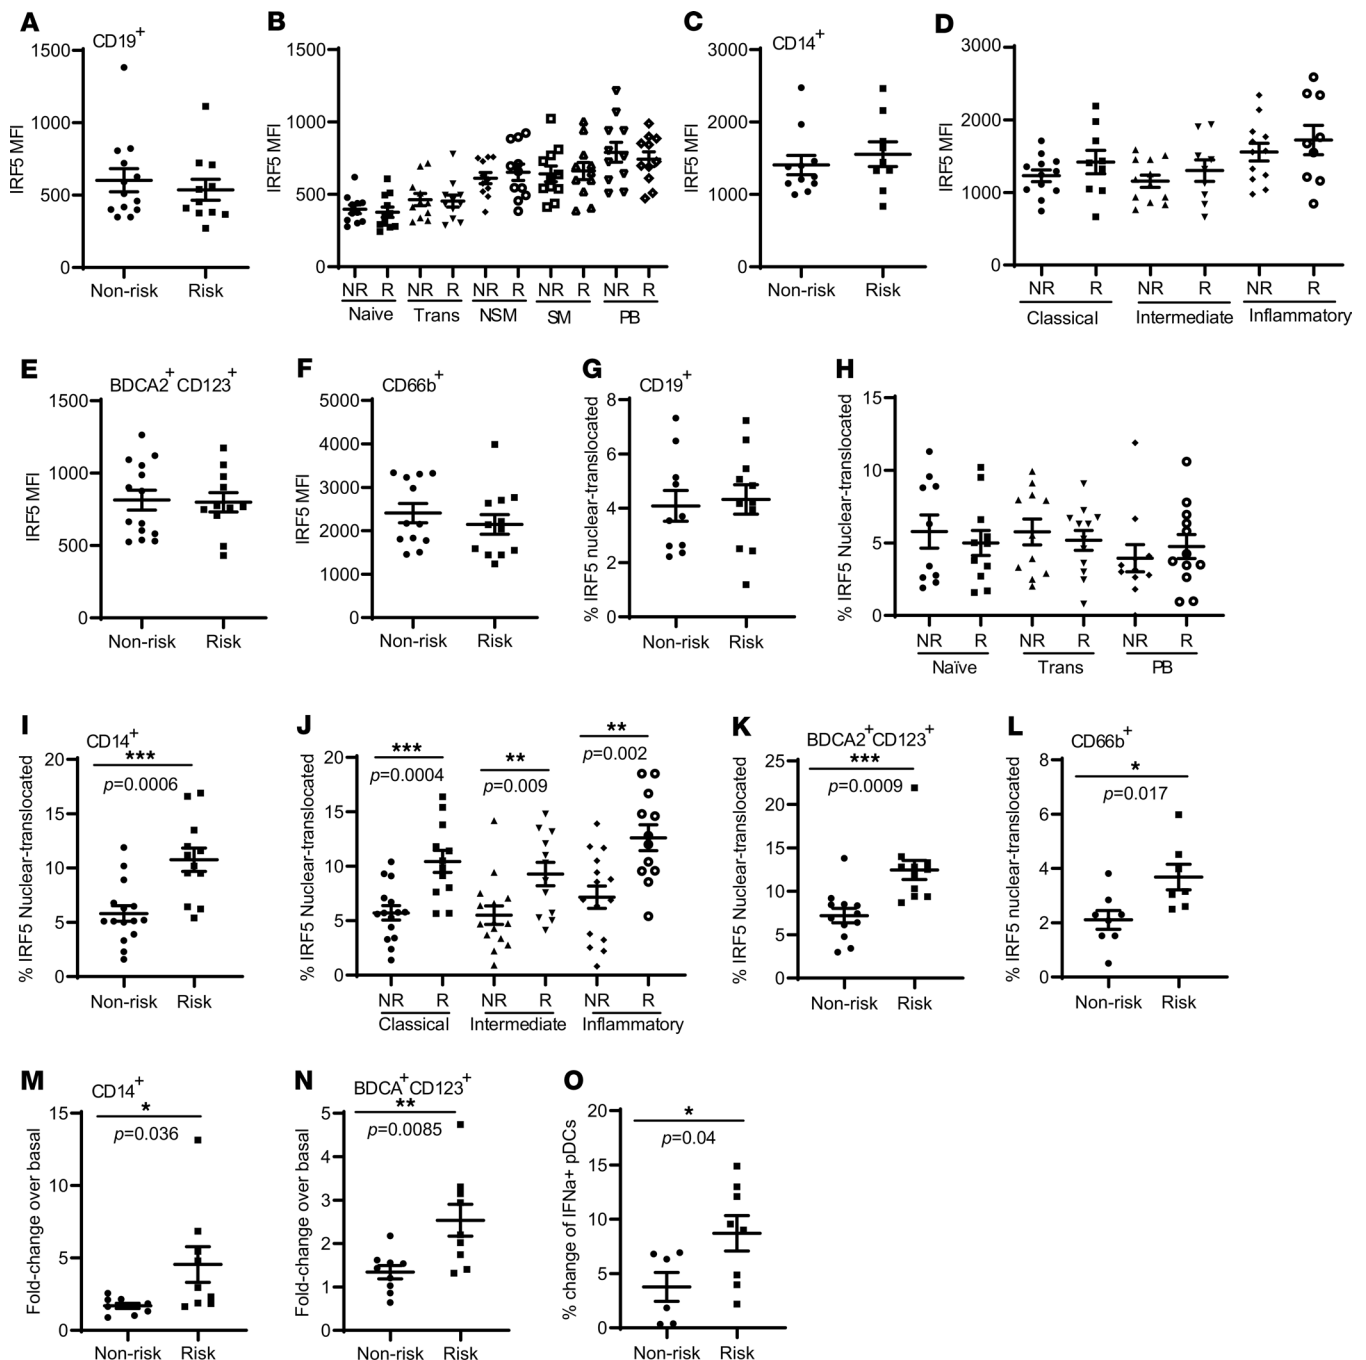 A
CD19+
IRF5 MFI
1500
1000
500
0
Non-risk Risk
B
IRF5 MFI
1500
1000
500
0
NR R NR R NR R NR R NR R
Naive Trans NSM SM PB
C
CD14+
IRF5 MFI
3000
2000
1000
0
Non-risk Risk
D
IRF5 MFI
3000
2000
1000
0
NR R NR R NR R
Classical Intermediate Inflammatory
E
BDCA2+ CD123+
IRF5 MFI
1500
1000
500
0
Non-risk Risk
F
CD66b+
IRF5 MFI
5000
4000
3000
2000
1000
0
Non-risk Risk
G
CD19+
% IRF5 nuclear-translocated
8
6
4
2
0
Non-risk Risk
H
% IRF5 Nuclear-translocated
15
10
5
0
NR R NR R NR R
Naïve Trans PB
I
CD14+
***
p=0.0006
% IRF5 Nuclear-translocated
20
15
10
5
0
Non-risk Risk
J
% IRF5 Nuclear-translocated
20
15
10
5
0
***
p=0.0004
**
p=0.009
**
p=0.002
NR R NR R NR R
Classical Intermediate Inflammatory
K
BDCA2+CD123+
***
p=0.0009
% IRF5 Nuclear-translocated
25
20
15
10
5
0
Non-risk Risk
L
CD66b+
*
p=0.017
% IRF5 nuclear-translocated
8
6
4
2
0
Non-risk Risk
M
CD14+
*
p=0.036
Fold-change over basal
15
10
5
0
Non-risk Risk
N
BDCA+CD123+
**
p=0.0085
Fold-change over basal
5
4
3
2
1
0
Non-risk Risk
O
*
p=0.04
% change of IFNa+ pDCs
20
15
10
5
0
Non-risk Risk